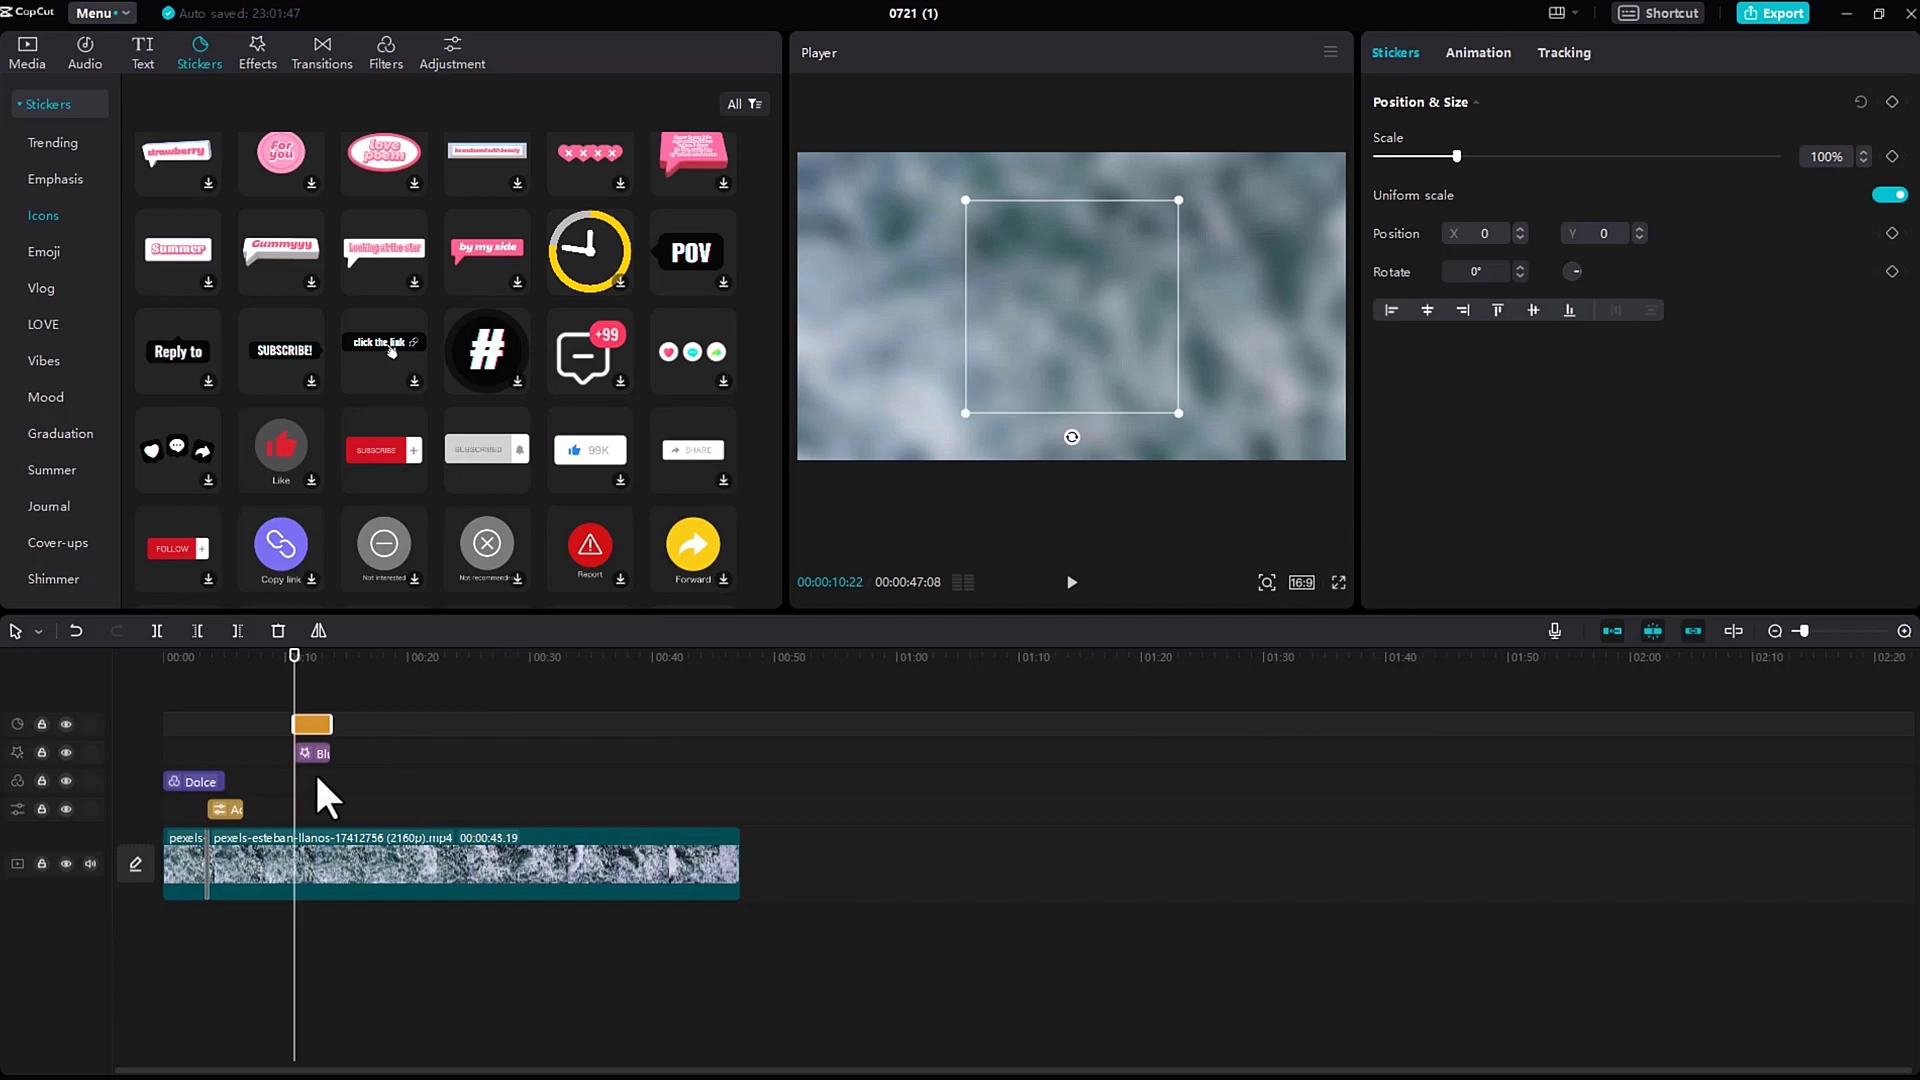 CapCut
Menu
Auto saved: 23:01:47
0721 (1)
Shortcut
Export
Media
Audio
TI
Text
Stickers
Effects
Transitions
Filters
Adjustment
Player
Stickers
Animation
Tracking
Stickers
All
Position & Size
Scale
100%
Uniform scale
Position
X 0
Y 0
Rotate
0°
Trending
Emphasis
Icons
Emoji
Vlog
LOVE
Vibes
Mood
Graduation
Summer
Journal
Cover-ups
Shimmer
strawberry
For you
love poem
Summer
Gummyyy
Looking at the star
by my side
POV
Reply to
SUBSCRIBE!
click the link
#
+99
Like
SUBSCRIBE +
SUBSCRIBED
99K
SHARE
FOLLOW +
Copy link
Not interested
Not recommend
Report
Forward
00:00:10:22
00:00:47:08
16:9
00:00
:10
00:20
00:30
00:40
00:50
01:00
01:10
01:20
01:30
01:40
01:50
02:00
02:10
02:20
Blu
Dolce
Ac
pexels-
pexels-esteban-llanos-17412756 (2160p).mp4
00:00:43:19